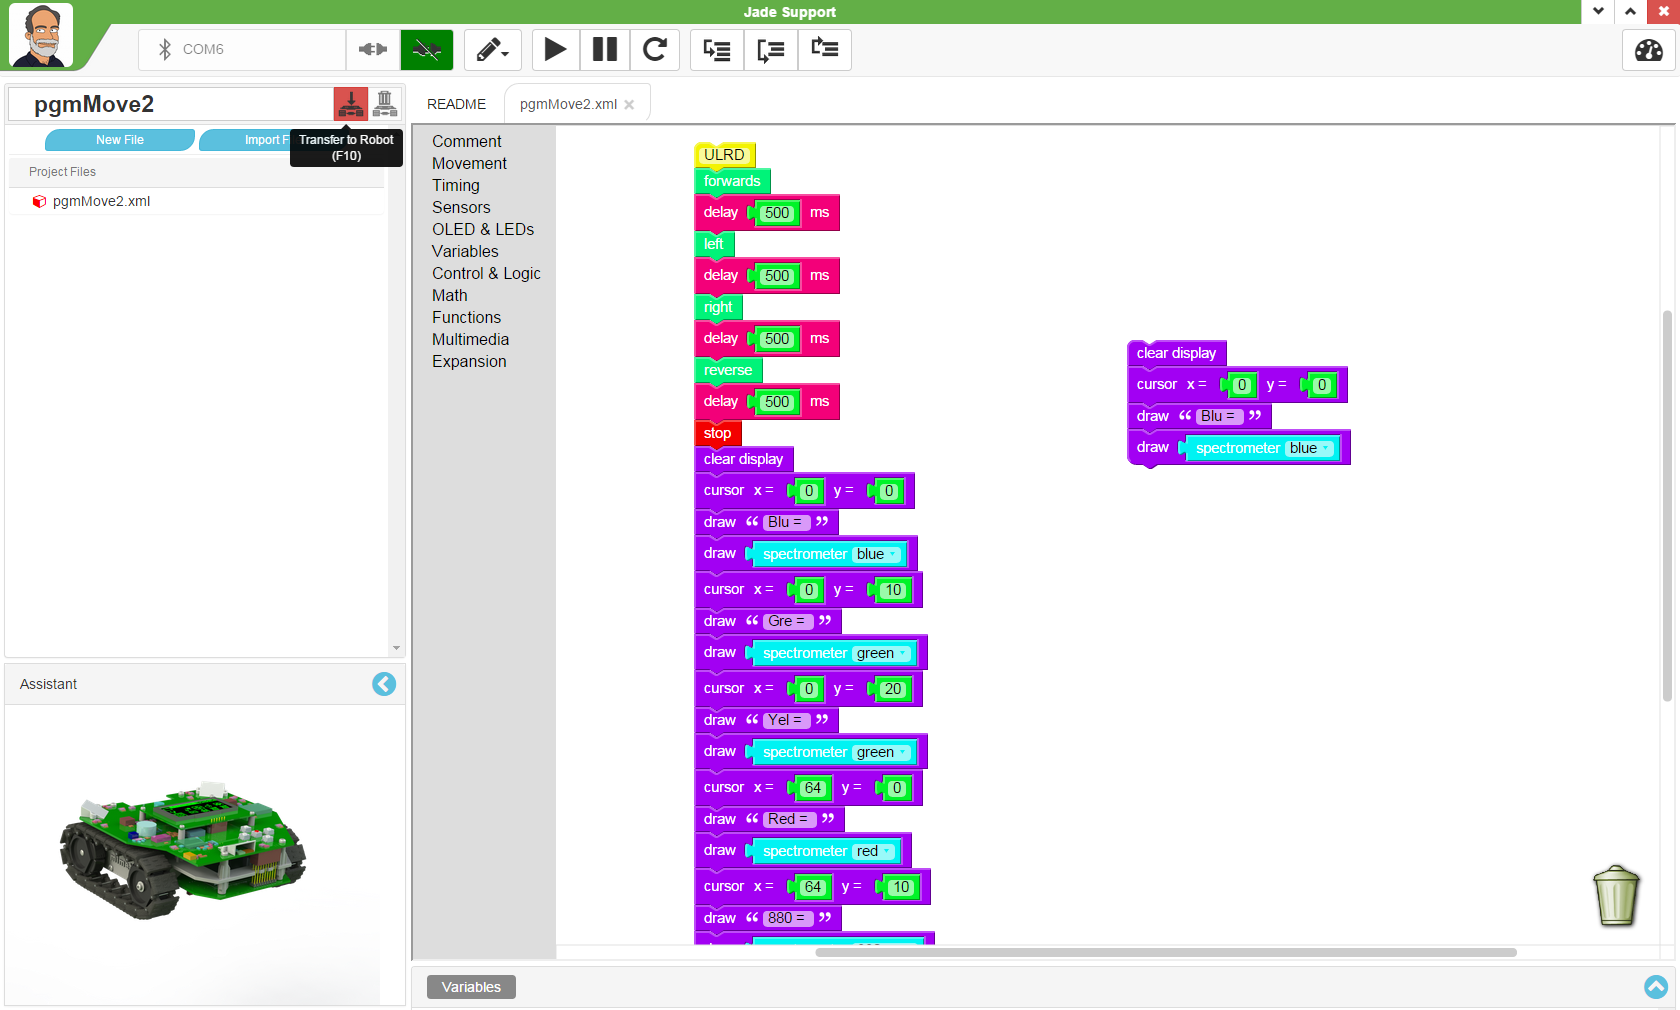 Jade Support
COM6
pgmMove2
Transfer to Robot
(F10)
New File
Import F
Project Files
pgmMove2.xml
Assistant
README
pgmMove2.xml
Comment
Movement
Timing
Sensors
OLED & LEDs
Variables
Control & Logic
Math
Functions
Multimedia
Expansion
ULRD
forwards
delay 500 ms
left
delay 500 ms
right
delay 500 ms
reverse
delay 500 ms
stop
clear display
cursor x = 0 y = 0
draw “ Blu = ”
draw spectrometer blue
cursor x = 0 y = 10
draw “ Gre = ”
draw spectrometer green
cursor x = 0 y = 20
draw “ Yel = ”
draw spectrometer green
cursor x = 64 y = 0
draw “ Red = ”
draw spectrometer red
cursor x = 64 y = 10
draw “ 880 = ”
clear display
cursor x = 0 y = 0
draw “ Blu = ”
draw spectrometer blue
Variables